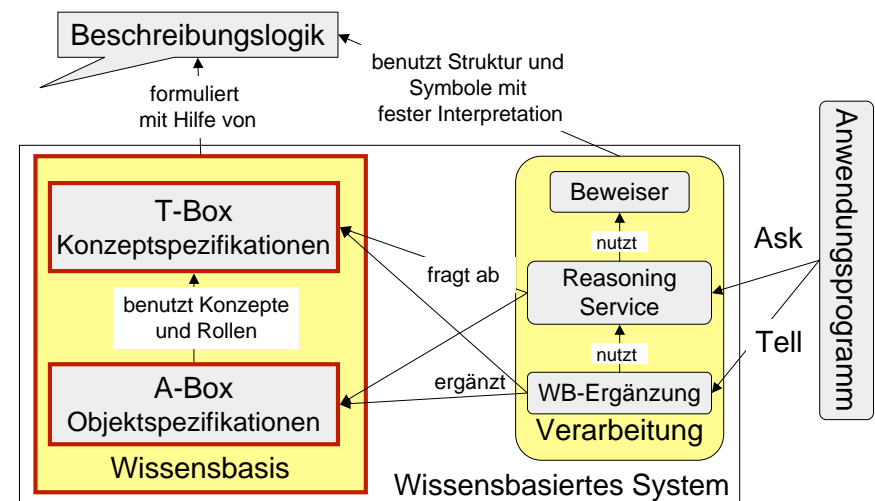 Beschreibungslogik
formuliert
mit Hilfe von
benutzt Struktur und
Symbole mit
fester Interpretation
T-Box
Konzeptspezifikationen
benutzt Konzepte
und Rollen
A-Box
Objektspezifikationen
Wissensbasis
fragt ab
ergänzt
Beweiser
nutzt
Reasoning
Service
nutzt
WB-Ergänzung
Verarbeitung
Wissensbasiertes System
Ask
Tell
Anwendungsprogramm